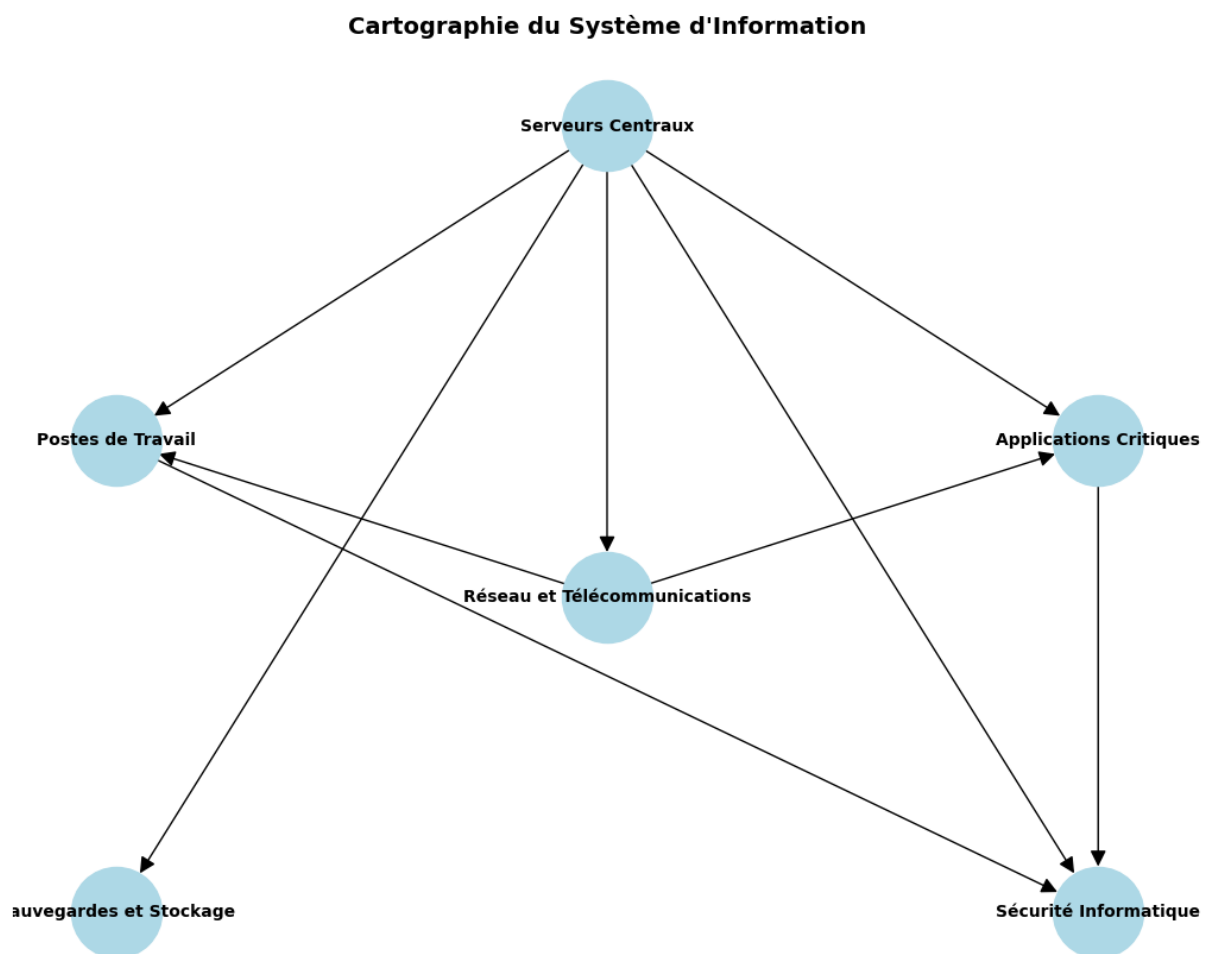 Cartographie du Système d'Information
Serveurs Centraux
Postes de Travail
Applications Critiques
Réseau et Télécommunications
auvegardes et Stockage
Sécurité Informatique